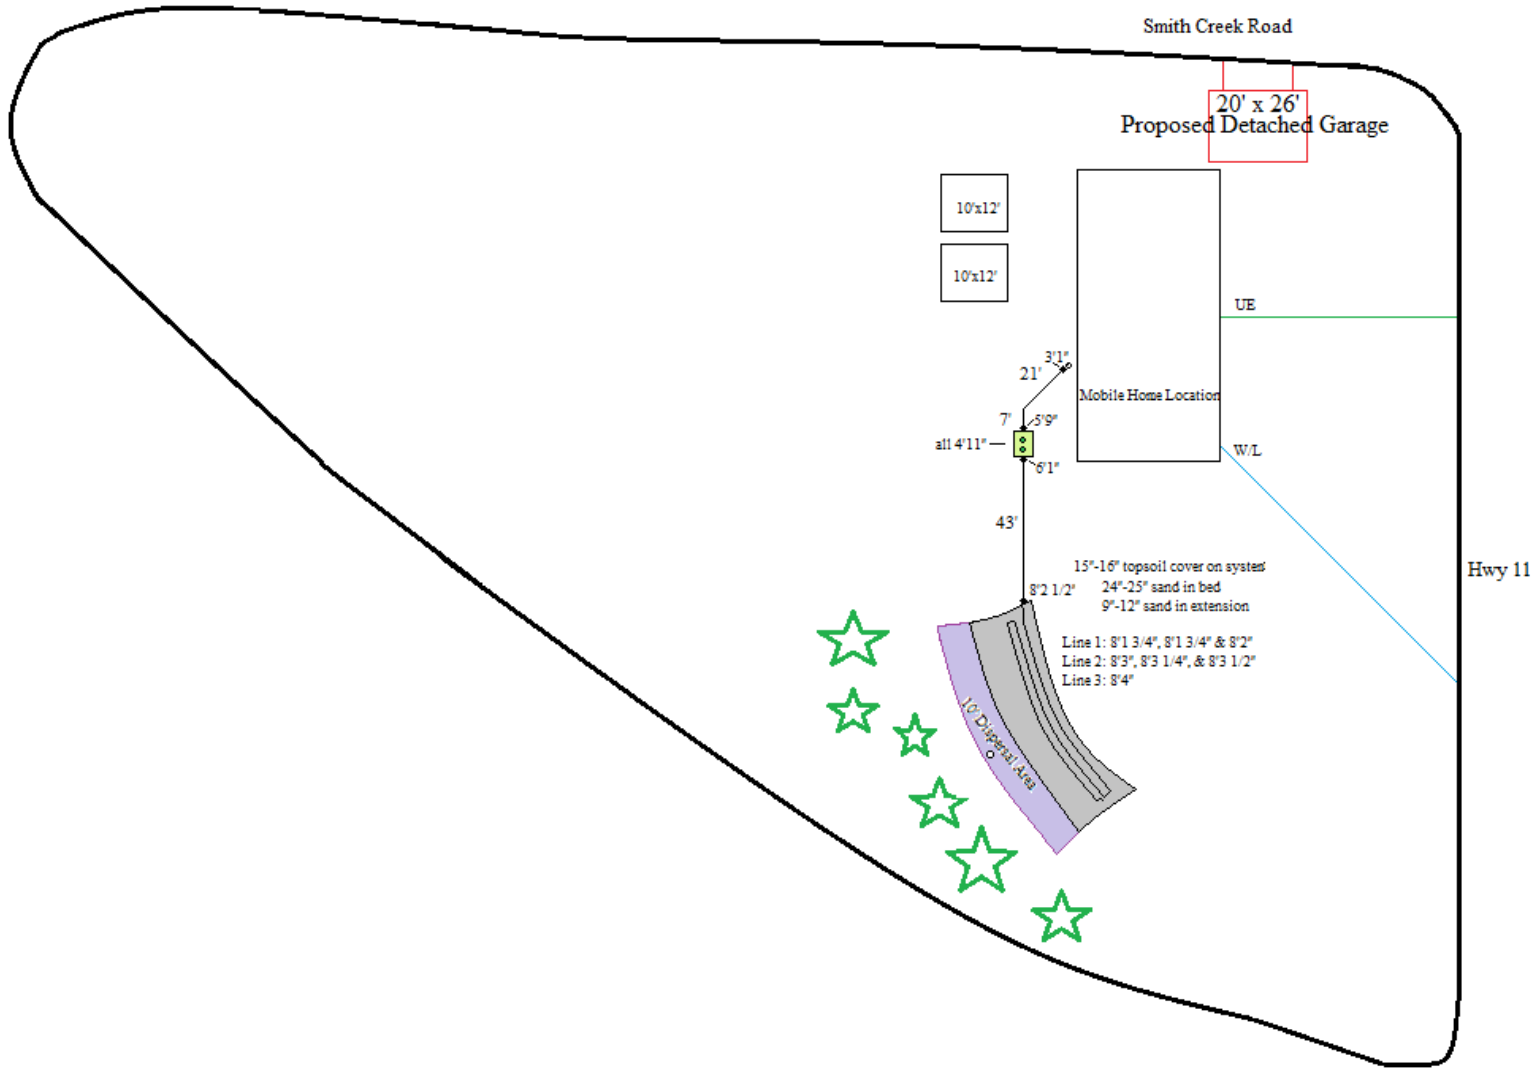 Smith Creek Road
20' x 26'
Proposed Detached Garage
10'x12'
10'x12'
UE
3'1"
21'
Mobile Home Location
7'
5'9"
all 4'11"
W/L
6'1"
43'
Hwy 11
15"-16" topsoil cover on system
24"-25" sand in bed
9"-12" sand in extension
8'2 1/2"
Line 1: 8'1 3/4", 8'1 3/4" & 8'2"
Line 2: 8'3", 8'3 1/4", & 8'3 1/2"
Line 3: 8'4"
10' Dispersal Area